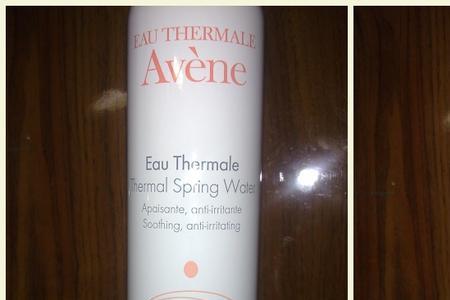 EAU THERMALE
Avène
Eau Thermale
Thermal Spring Water
Apaisante, anti-irritante
Soothing, anti-irritating